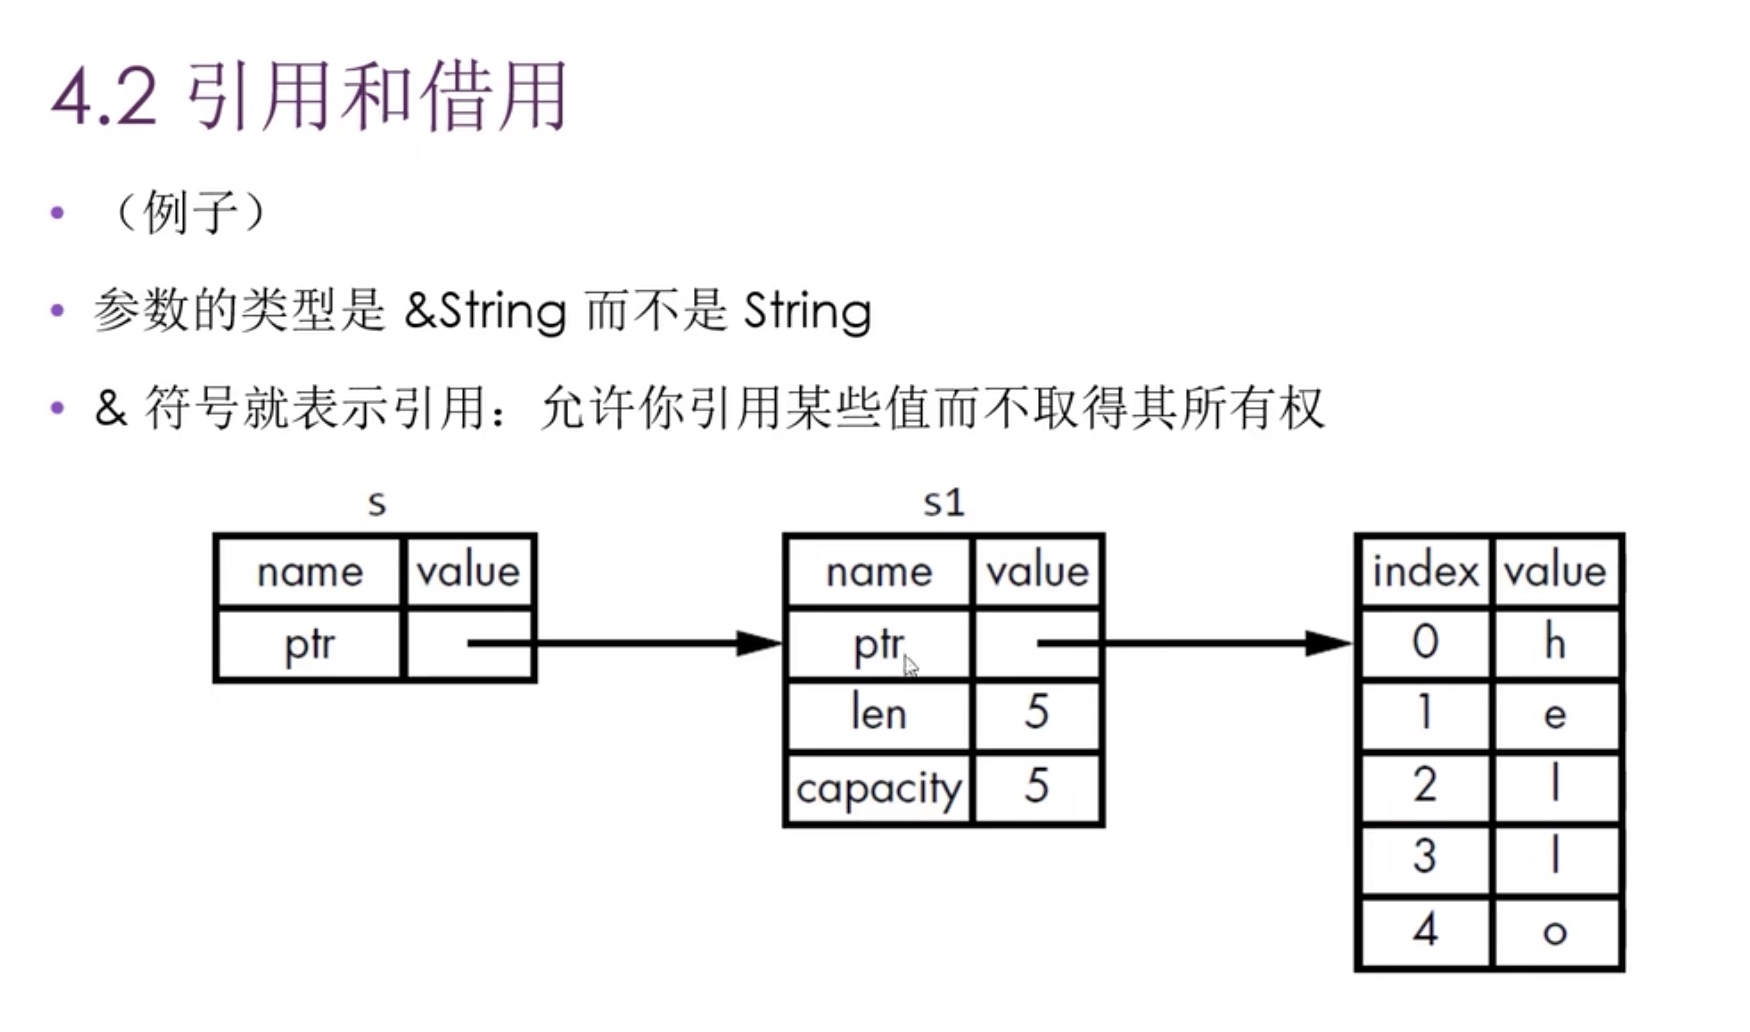 4.2 引用和借用
（例子）
参数的类型是 &String 而不是 String
& 符号就表示引用：允许你引用某些值而不取得其所有权
s
name value
ptr
s1
name value
ptr
len 5
capacity 5
index value
0 h
1 e
2 l
3 l
4 o